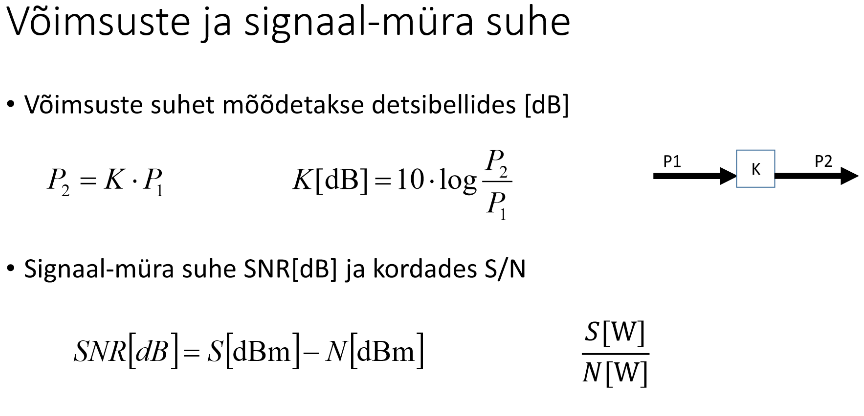 Võimsuste ja signaal-müra suhe
• Võimsuste suhet mõõdetakse detsibellides [dB]
P₂ = K · P₁
K[dB] = 10 · log P₂/P₁
P1 K P2
• Signaal-müra suhe SNR[dB] ja kordades S/N
SNR[dB] = S[dBm] – N[dBm]
S[W]/N[W]